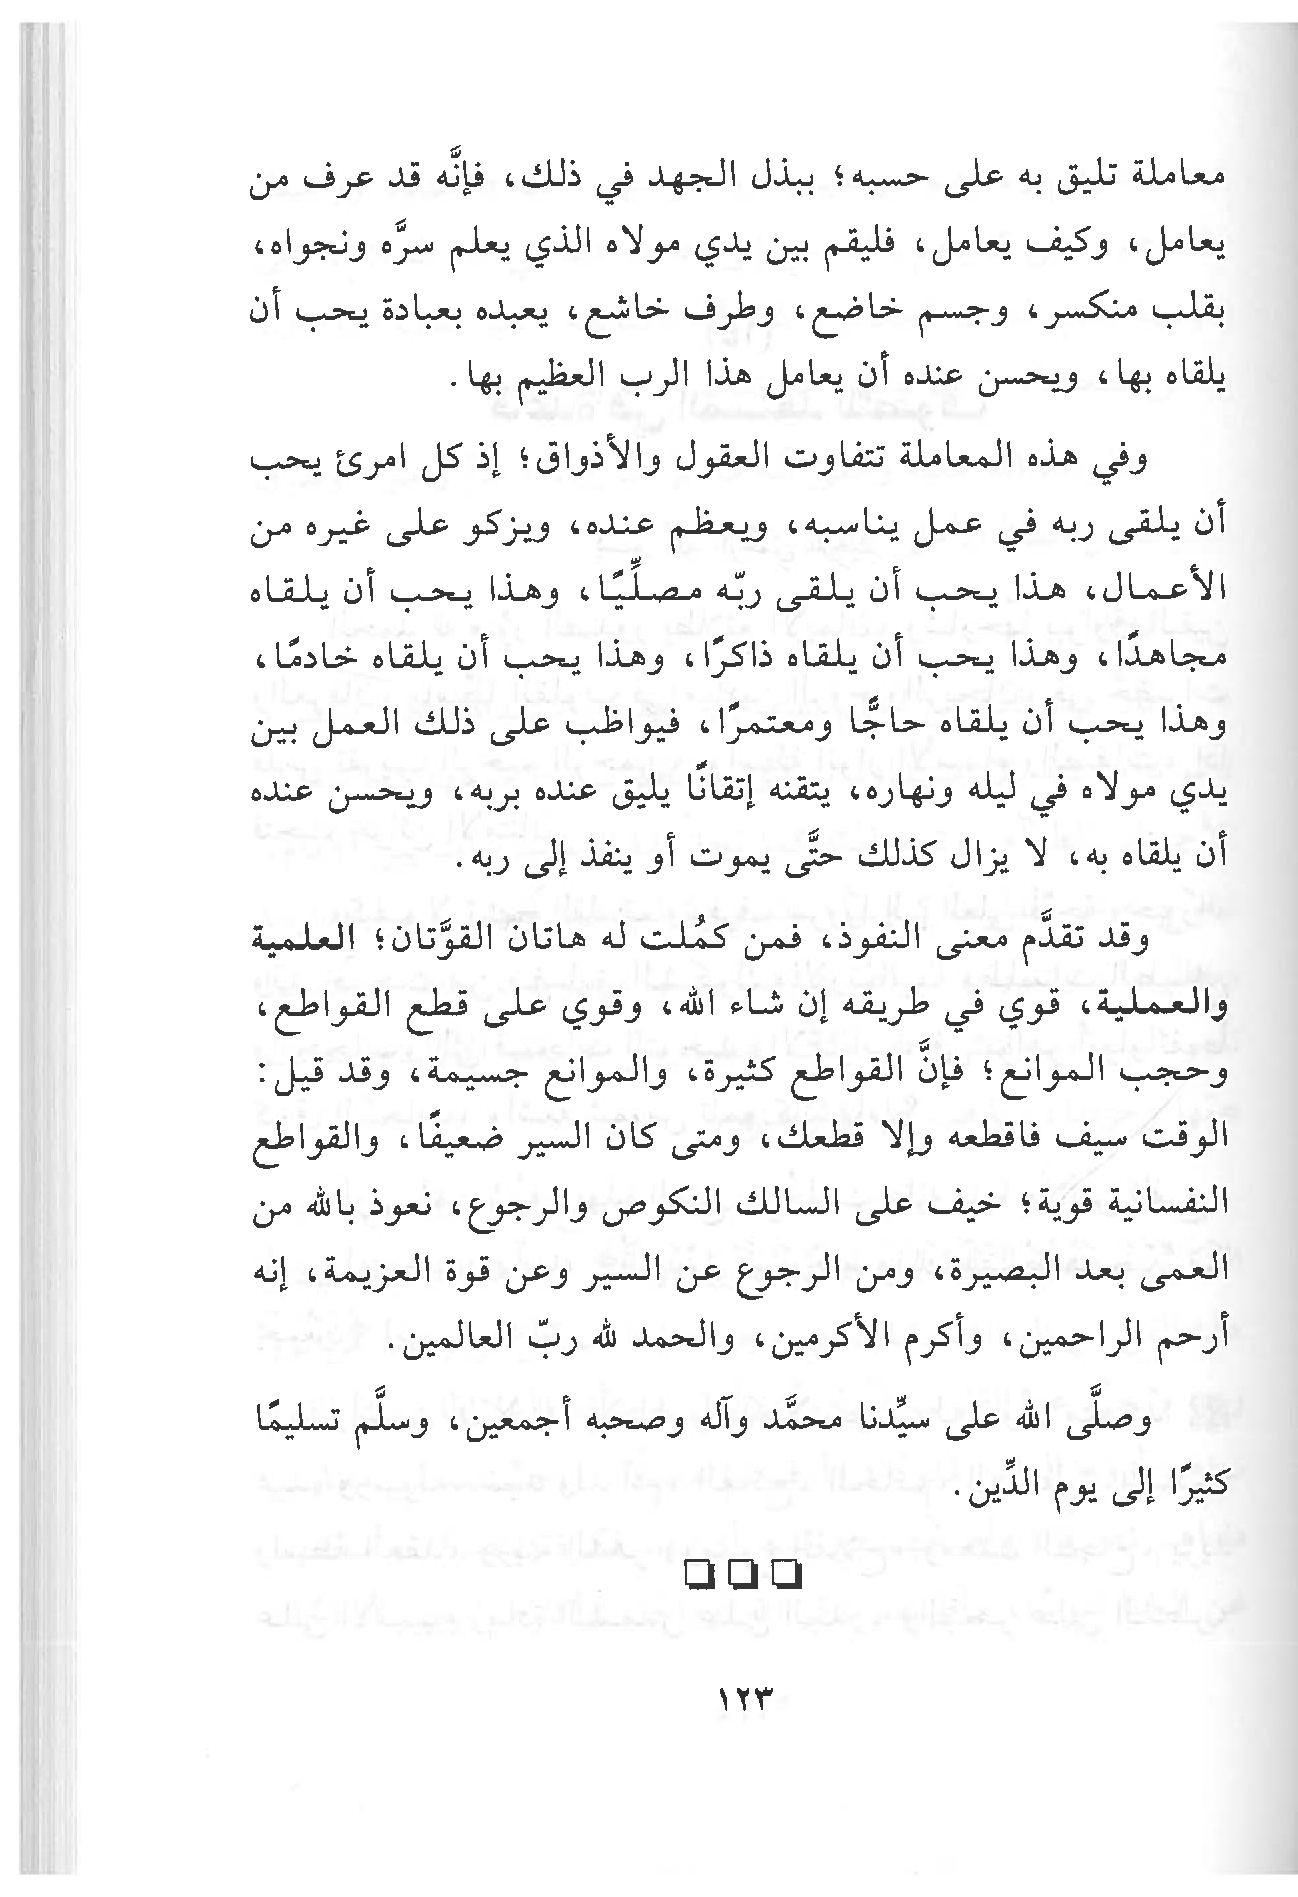 معاملة تليق به على حسبه؛ ببذل الجهد في ذلك، فإنَّه قد عرف من
يعامل، وكيف يعامل، فليقم بين يدي مولاه الذي يعلم سرَّه ونجواه،
بقلب منكسر، وجسم خاضع، وطرف خاشع، يعبده بعبادة يحب أن
يلقاه بها، ويحسن عنده أن يعامل هذا الرب العظيم بها.
وفي هذه المعاملة تتفاوت العقول والأذواق؛ إذ كل امرئ يحب
أن يلقى ربه في عمل يناسبه، ويعظم عنده، ويزكو على غيره من
الأعمال، هذا يحب أن يلقى ربّه مصلِّيًا، وهذا يحب أن يلقاه
مجاهدًا، وهذا يحب أن يلقاه ذاكرًا، وهذا يحب أن يلقاه خادمًا،
وهذا يحب أن يلقاه حاجًّا ومعتمرًا، فيواظب على ذلك العمل بين
يدي مولاه في ليله ونهاره، يتقنه إتقانًا يليق عنده بربه، ويحسن عنده
أن يلقاه به، لا يزال كذلك حتَّى يموت أو ينفذ إلى ربه.
وقد تقدَّم معنى النفوذ، فمن كمُلت له هاتان القوَّتان؛ العلمية
والعملية، قوي في طريقه إن شاء الله، وقوي على قطع القواطع،
وحجب الموانع؛ فإنَّ القواطع كثيرة، والموانع جسيمة، وقد قيل:
الوقت سيف فاقطعه وإلا قطعك، ومتى كان السير ضعيفًا، والقواطع
النفسانية قوية؛ خيف على السالك النكوص والرجوع، نعوذ بالله من
العمى بعد البصيرة، ومن الرجوع عن السير وعن قوة العزيمة، إنه
أرحم الراحمين، وأكرم الأكرمين، والحمد لله ربّ العالمين.
وصلَّى الله على سيِّدنا محمَّد وآله وصحبه أجمعين، وسلَّم تسليمًا
كثيرًا إلى يوم الدِّين.
١٢٣